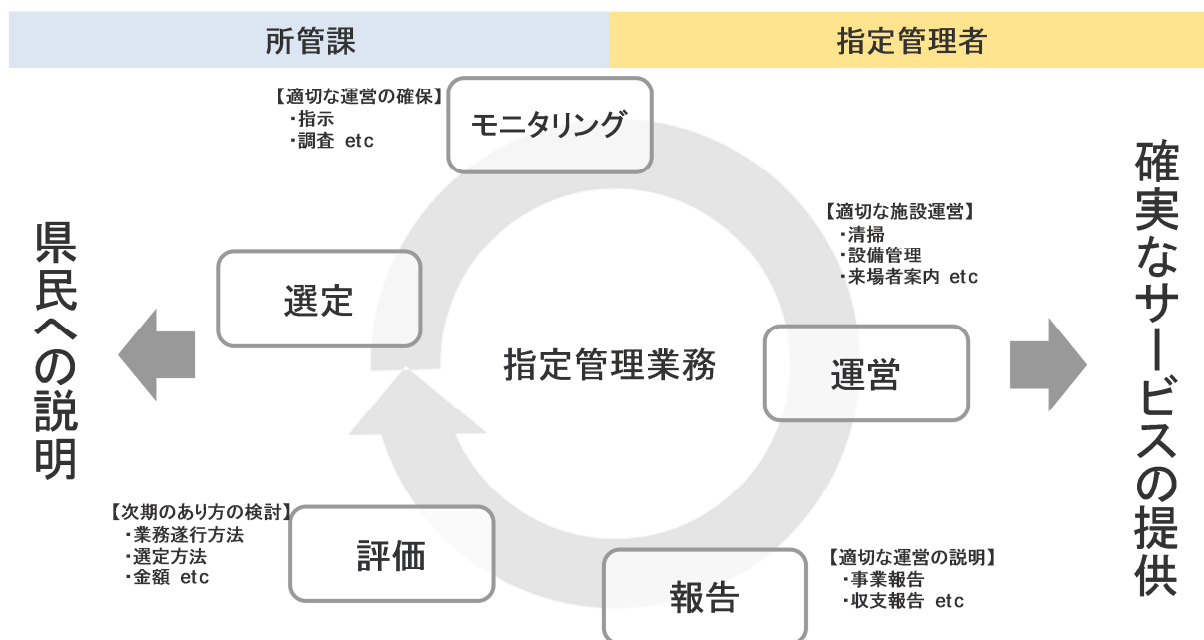 所管課
指定管理者
【適切な運営の確保】
・指示
・調査 etc
モニタリング
確実なサービスの提供
【適切な施設運営】
・清掃
・設備管理
・来場者案内 etc
県民への説明
選定
指定管理業務
運営
【次期のあり方の検討】
・業務遂行方法
・選定方法
・金額 etc
評価
報告
【適切な運営の説明】
・事業報告
・収支報告 etc